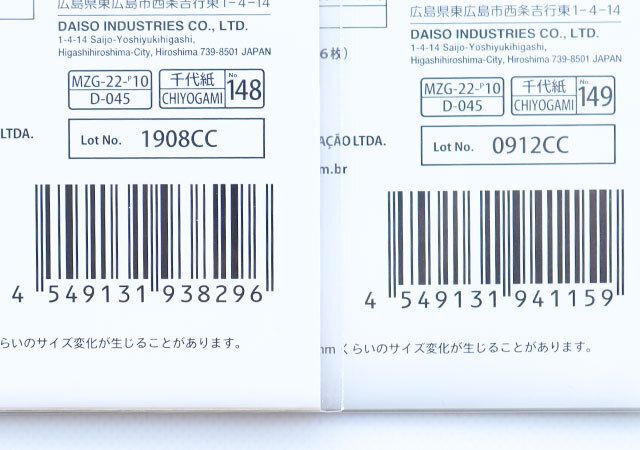 広島県東広島市西条吉行東1-4-14
DAISO INDUSTRIES CO., LTD.
1-4-14 Saijo-Yoshiyukihigashi,
Higashihiroshima-City, Hiroshima 739-8501 JAPAN
MZG-22-P10
D-045
千代紙
CHIYOGAMI
No. 148
LTDA.
Lot No. 1908CC
4 549131 938296
らいのサイズ変化が生じることがあります。
広島県東広島市西条吉行東1-4-14
DAISO INDUSTRIES CO., LTD.
1-4-14 Saijo-Yoshiyukihigashi,
Higashihiroshima-City, Hiroshima 739-8501 JAPAN
6枚)
MZG-22-P10
D-045
千代紙
CHIYOGAMI
No. 149
AÇÃO LTDA.
Lot No. 0912CC
m.br
4 549131 941159
mm くらいのサイズ変化が生じることがあります。